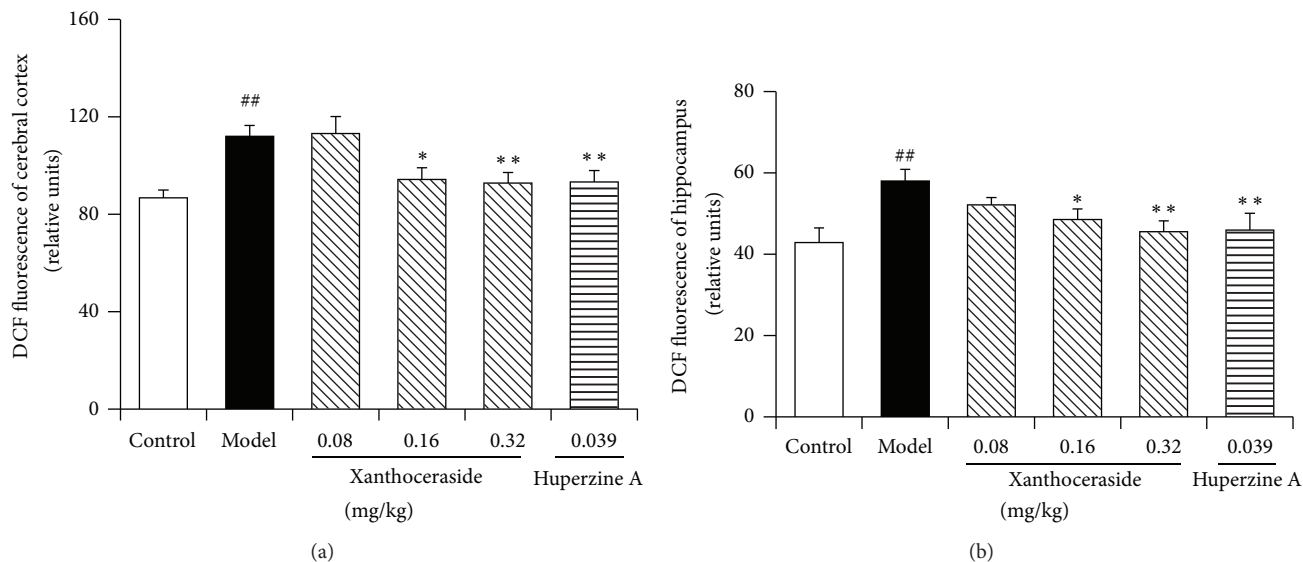 DCF fluorescence of cerebral cortex
(relative units)
160
120
80
40
0
##
*
**
**
Control
Model
0.08
0.16
0.32
0.039
Xanthoceraside
Huperzine A
(mg/kg)
(a)
DCF fluorescence of hippocampus
(relative units)
80
60
40
20
0
##
*
**
**
Control
Model
0.08
0.16
0.32
0.039
Xanthoceraside
Huperzine A
(mg/kg)
(b)